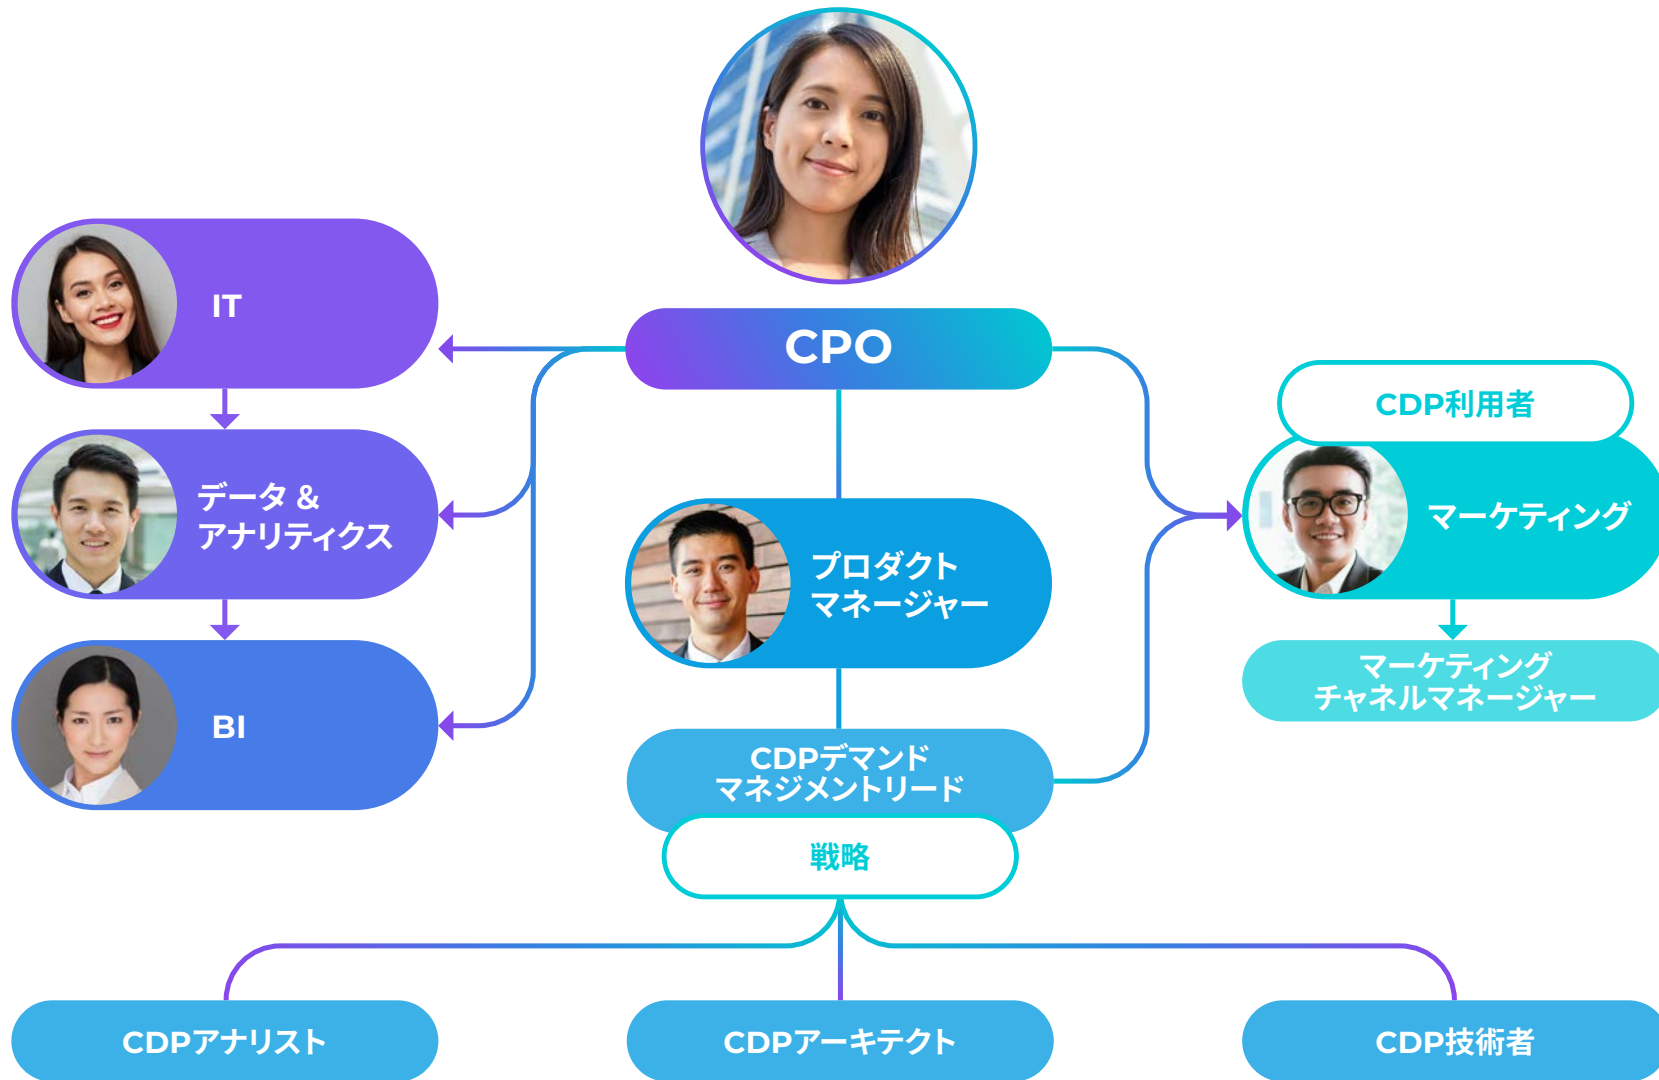 CPO
IT
データ &
アナリティクス
BI
プロダクト
マネージャー
CDPデマンド
マネジメントリード
戦略
CDP利用者
マーケティング
マーケティング
チャネルマネージャー
CDPアナリスト
CDPアーキテクト
CDP技術者